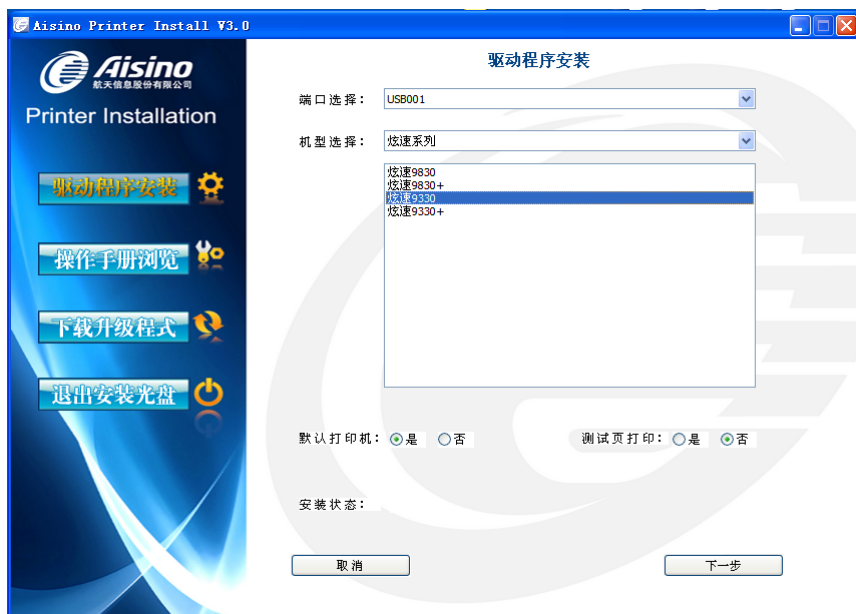 Aisino Printer Install V3.0
Aisino
航天信息股份有限公司
Printer Installation
驱动程序安装
操作手册浏览
下载升级程式
退出安装光盘
驱动程序安装
端口选择： USB001
机型选择： 炫速系列
炫速9830
炫速9830+
炫速9330
炫速9330+
默认打印机： 是 否 测试页打印： 是 否
安装状态：
取消 下一步